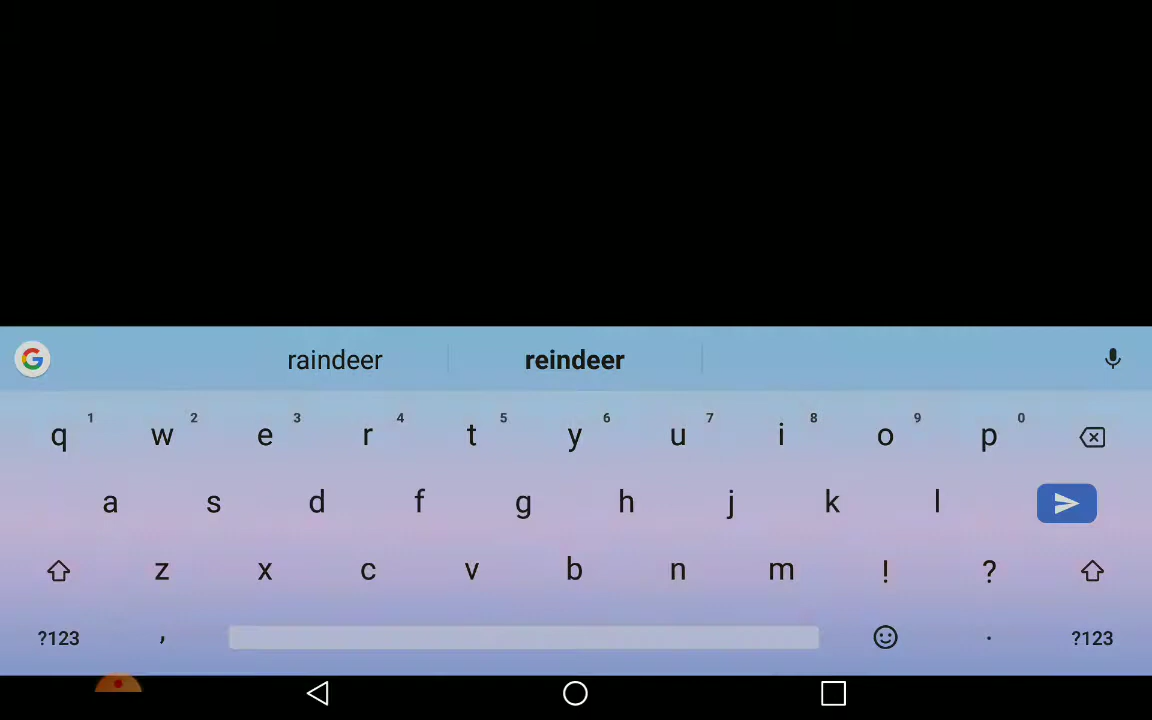 raindeer reindeer
1 2 3 4 5 6 7 8 9 0
q w e r t y u i o p
a s d f g h j k l
z x c v b n m ! ?
?123 , . ?123